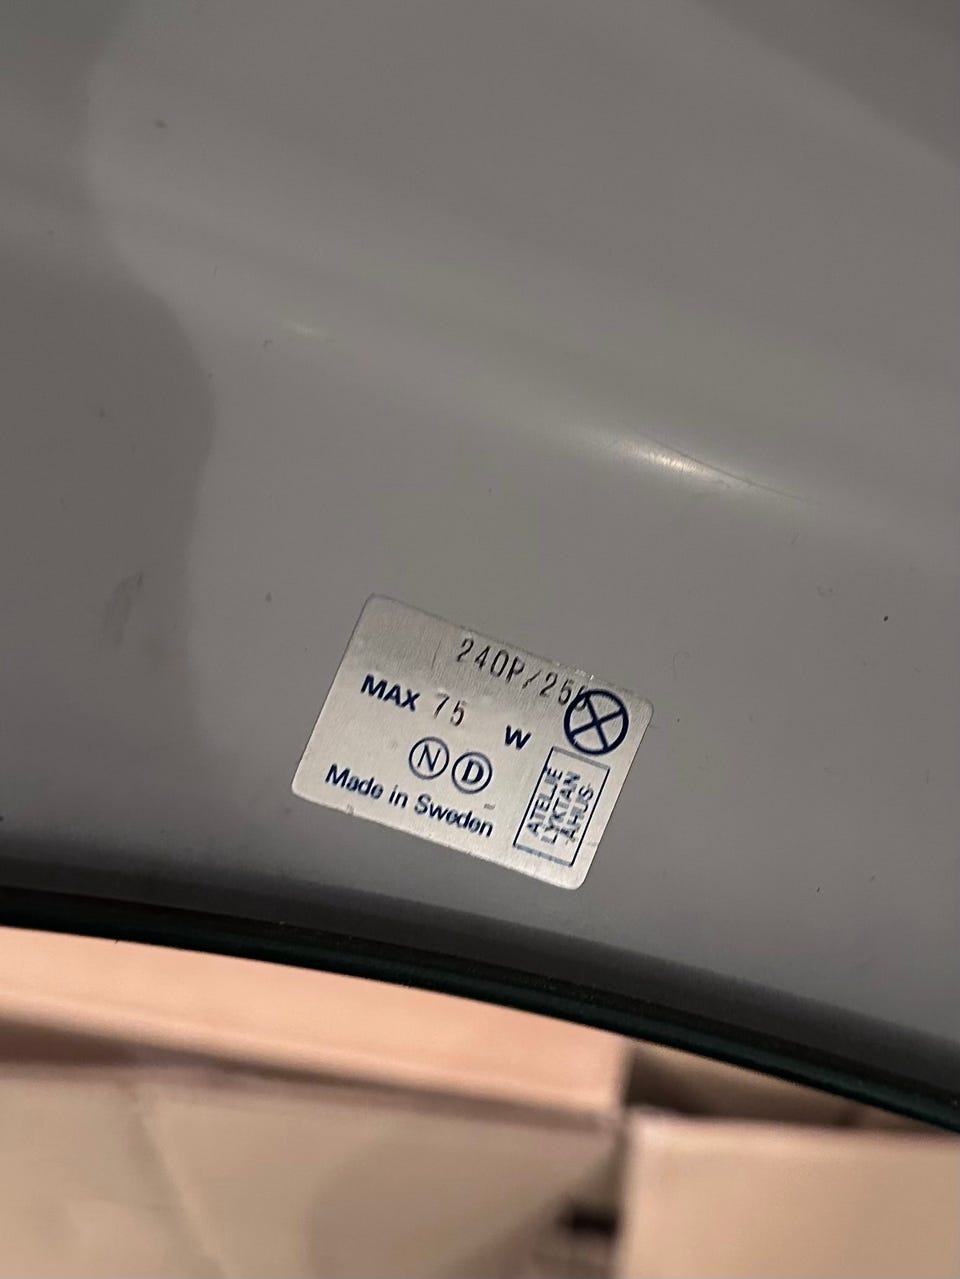 240P/25
MAX 75 W
N D
Made in Sweden
ATELJE
LYKTAN
ÅHUS